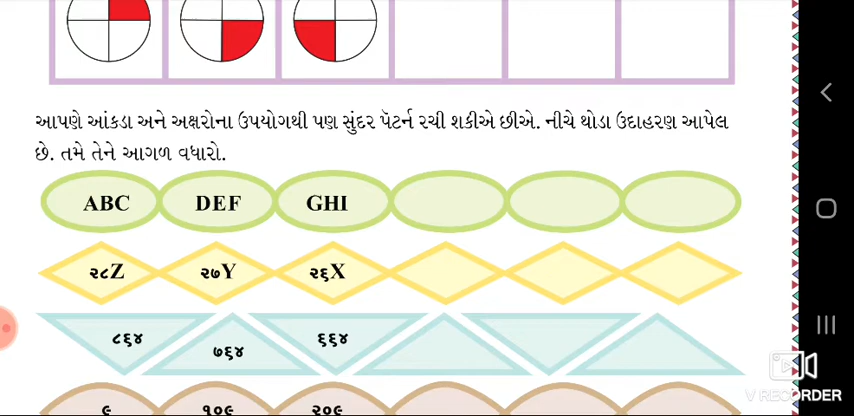 આપણે આંકડા અને અક્ષરોના ઉપયોગથી પણ સુંદર પૅટર્ન રચી શકીએ છીએ. નીચે થોડા ઉદાહરણ આપેલ
છે. તમે તેને આગળ વધારો.
ABC DEF GHI
૨૮Z ૨૭Y ૨૬X
૮૬૪ ૭૬૪ ૬૬૪
૯ ૧૦૯ ૨૦૯
V RECORDER